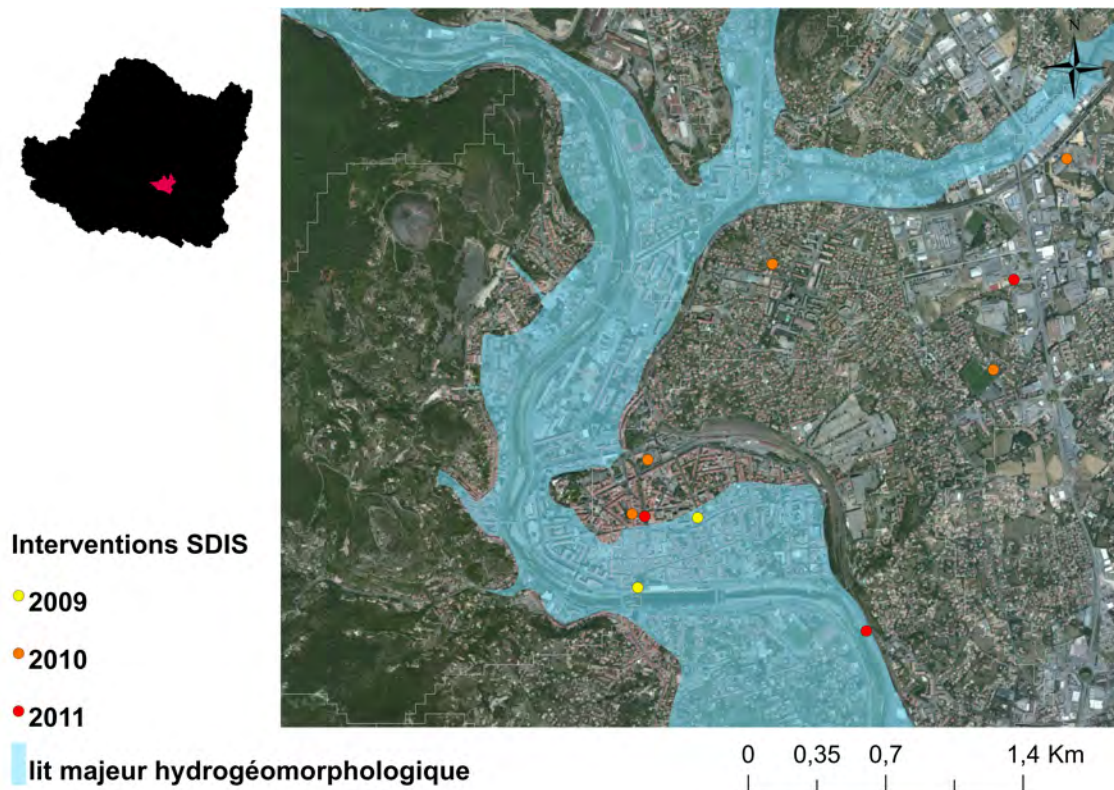 N
Interventions SDIS
2009
2010
2011
lit majeur hydrogéomorphologique
0 0,35 0,7 1,4 Km